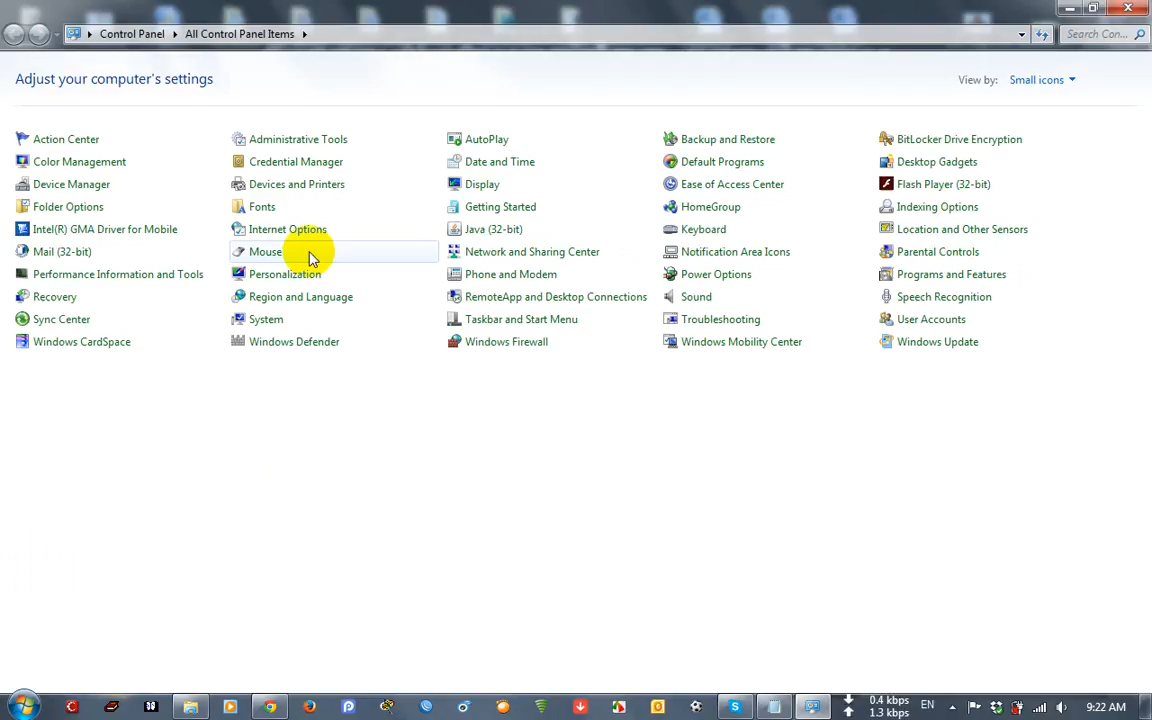 Control Panel All Control Panel Items Search Con...
Adjust your computer's settings View by: Small icons
Action Center Administrative Tools AutoPlay Backup and Restore BitLocker Drive Encryption
Color Management Credential Manager Date and Time Default Programs Desktop Gadgets
Device Manager Devices and Printers Display Ease of Access Center Flash Player (32-bit)
Folder Options Fonts Getting Started HomeGroup Indexing Options
Intel(R) GMA Driver for Mobile Internet Options Java (32-bit) Keyboard Location and Other Sensors
Mail (32-bit) Mouse Network and Sharing Center Notification Area Icons Parental Controls
Performance Information and Tools Personalization Phone and Modem Power Options Programs and Features
Recovery Region and Language RemoteApp and Desktop Connections Sound Speech Recognition
Sync Center System Taskbar and Start Menu Troubleshooting User Accounts
Windows CardSpace Windows Defender Windows Firewall Windows Mobility Center Windows Update
0.4 kbps
1.3 kbps
EN 9:22 AM